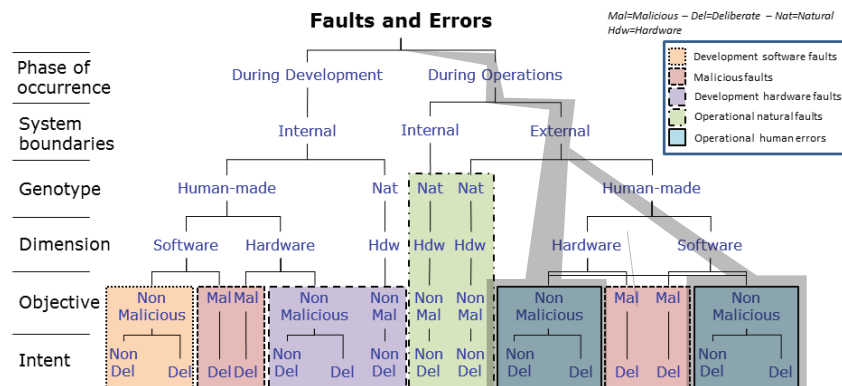 Faults and Errors
Mal=Malicious – Del=Deliberate – Nat=Natural
Hdw=Hardware
Development software faults
Malicious faults
Development hardware faults
Operational natural faults
Operational human errors
Phase of
occurrence
During Development
During Operations
System
boundaries
Internal
Internal
External
Genotype
Human-made
Nat
Nat
Nat
Human-made
Dimension
Software
Hardware
Hdw
Hdw
Hdw
Hardware
Software
Objective
Non
Malicious
Mal
Mal
Non
Malicious
Non
Mal
Non
Mal
Non
Mal
Non
Malicious
Mal
Mal
Non
Malicious
Intent
Non
Del
Del
Del
Del
Non
Del
Del
Non
Del
Non
Del
Non
Del
Non
Del
Del
Del
Del
Non
Del
Del